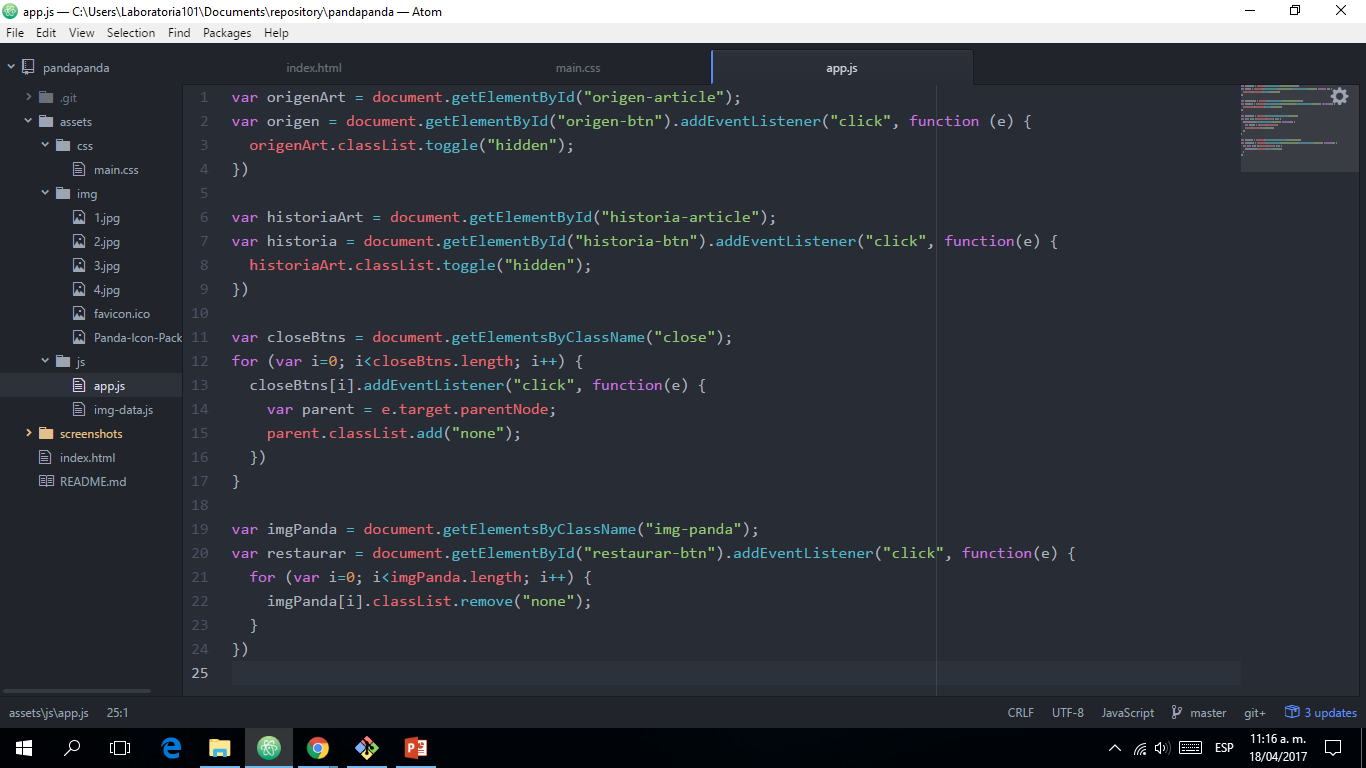 app.js — C:\Users\Laboratoria101\Documents\repository\pandapanda — Atom
File Edit View Selection Find Packages Help
pandapanda
.git
assets
css
main.css
img
1.jpg
2.jpg
3.jpg
4.jpg
favicon.ico
Panda-Icon-Pack
js
app.js
img-data.js
screenshots
index.html
README.md
index.html main.css app.js
1 var origenArt = document.getElementById("origen-article");
2 var origen = document.getElementById("origen-btn").addEventListener("click", function (e) {
3   origenArt.classList.toggle("hidden");
4 })
5
6 var historiaArt = document.getElementById("historia-article");
7 var historia = document.getElementById("historia-btn").addEventListener("click", function(e) {
8   historiaArt.classList.toggle("hidden");
9 })
10
11 var closeBtns = document.getElementsByClassName("close");
12 for (var i=0; i<closeBtns.length; i++) {
13   closeBtns[i].addEventListener("click", function(e) {
14     var parent = e.target.parentNode;
15     parent.classList.add("none");
16   })
17 }
18
19 var imgPanda = document.getElementsByClassName("img-panda");
20 var restaurar = document.getElementById("restaurar-btn").addEventListener("click", function(e) {
21   for (var i=0; i<imgPanda.length; i++) {
22     imgPanda[i].classList.remove("none");
23   }
24 })
25
assets\js\app.js 25:1 CRLF UTF-8 JavaScript master git+ 3 updates
ESP
11:16 a. m.
18/04/2017